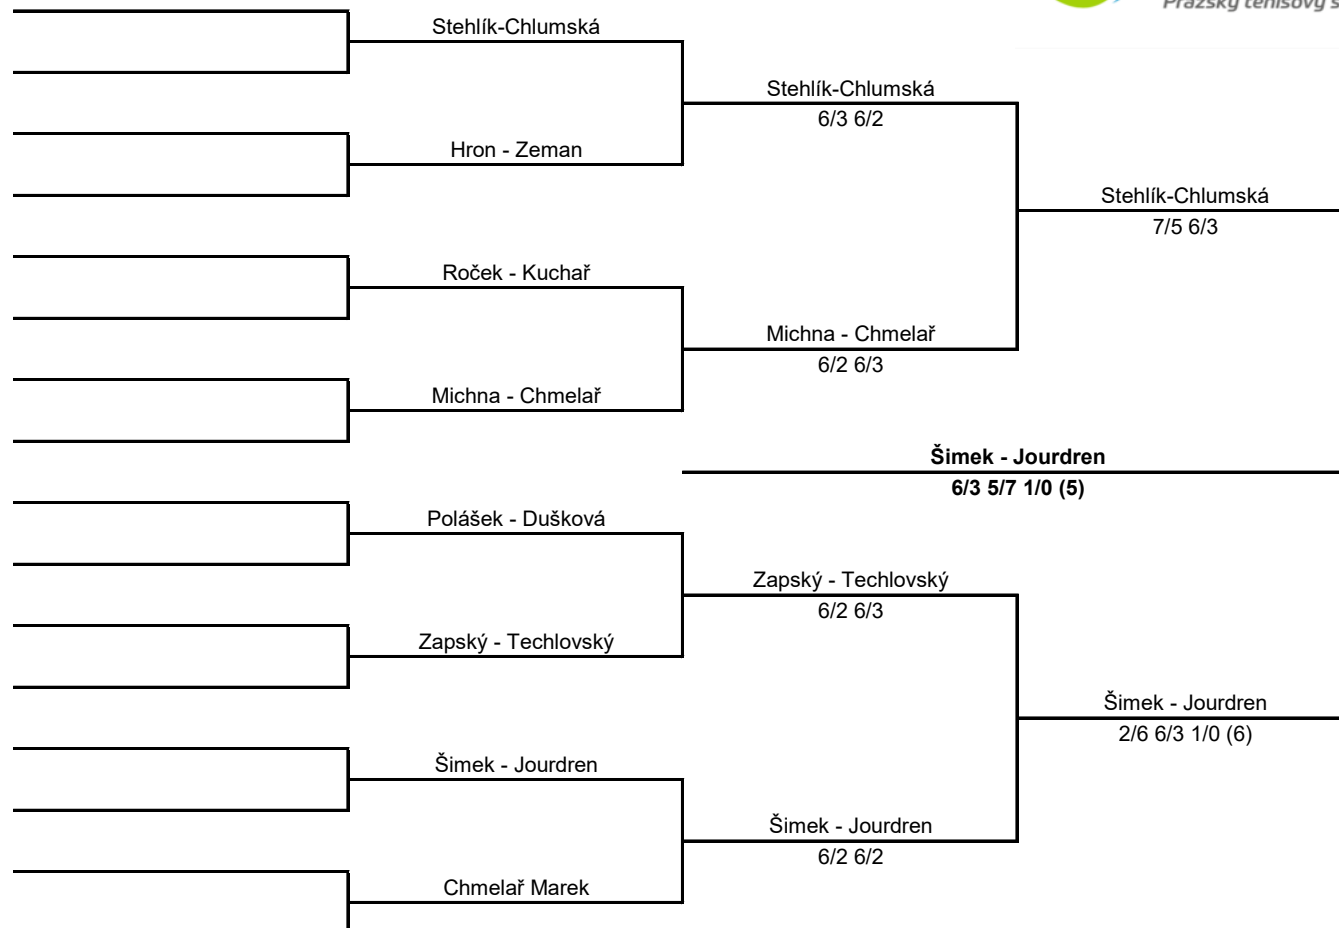 Pražský tenisový s
Stehlík-Chlumská
Stehlík-Chlumská
6/3 6/2
Hron - Zeman
Stehlík-Chlumská
7/5 6/3
Roček - Kuchař
Michna - Chmelař
6/2 6/3
Michna - Chmelař
Šimek - Jourdren
6/3 5/7 1/0 (5)
Polášek - Dušková
Zapský - Techlovský
6/2 6/3
Zapský - Techlovský
Šimek - Jourdren
2/6 6/3 1/0 (6)
Šimek - Jourdren
Šimek - Jourdren
6/2 6/2
Chmelař Marek